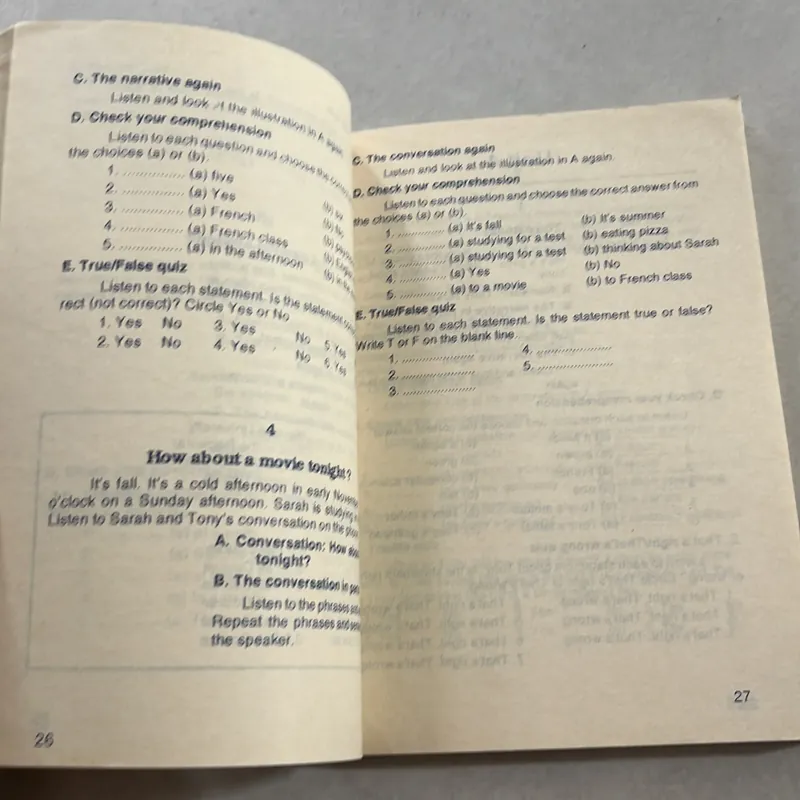 C. The narrative again
Listen and look at the illustration in A again.
D. Check your comprehension
Listen to each question and choose the correct
the choices (a) or (b).
1. .............. (a) five
2. .............. (a) Yes (b)
3. .............. (a) French (b)
4. .............. (a) French class (b)
5. .............. (a) in the afternoon (b) in the
E. True/False quiz
Listen to each statement. Is the statement
rect (not correct)? Circle Yes or No
1. Yes No 3. Yes No 5. Yes
2. Yes No 4. Yes No 6. Yes
4
How about a movie tonight?
It's fall. It's a cold afternoon in early
o'clock on a Sunday afternoon. Sarah is studying
Listen to Sarah and Tony's conversation on the
A. Conversation: How
tonight?
B. The conversation in
Listen to the phrases
Repeat the phrases
the speaker.
26
C. The conversation again
Listen and look at the illustration in A again.
D. Check your comprehension
Listen to each question and choose the correct answer from
the choices (a) or (b).
1. .............. (a) It's fall (b) It's summer
2. .............. (a) studying for a test (b) eating pizza
3. .............. (a) studying for a test (b) thinking about Sarah
4. .............. (a) Yes (b) No
5. .............. (a) to a movie (b) to French class
E. True/False quiz
Listen to each statement. Is the statement true or false?
Write T or F on the blank line.
1. ...................... 4. ......................
2. ...................... 5. ......................
3. ......................
27